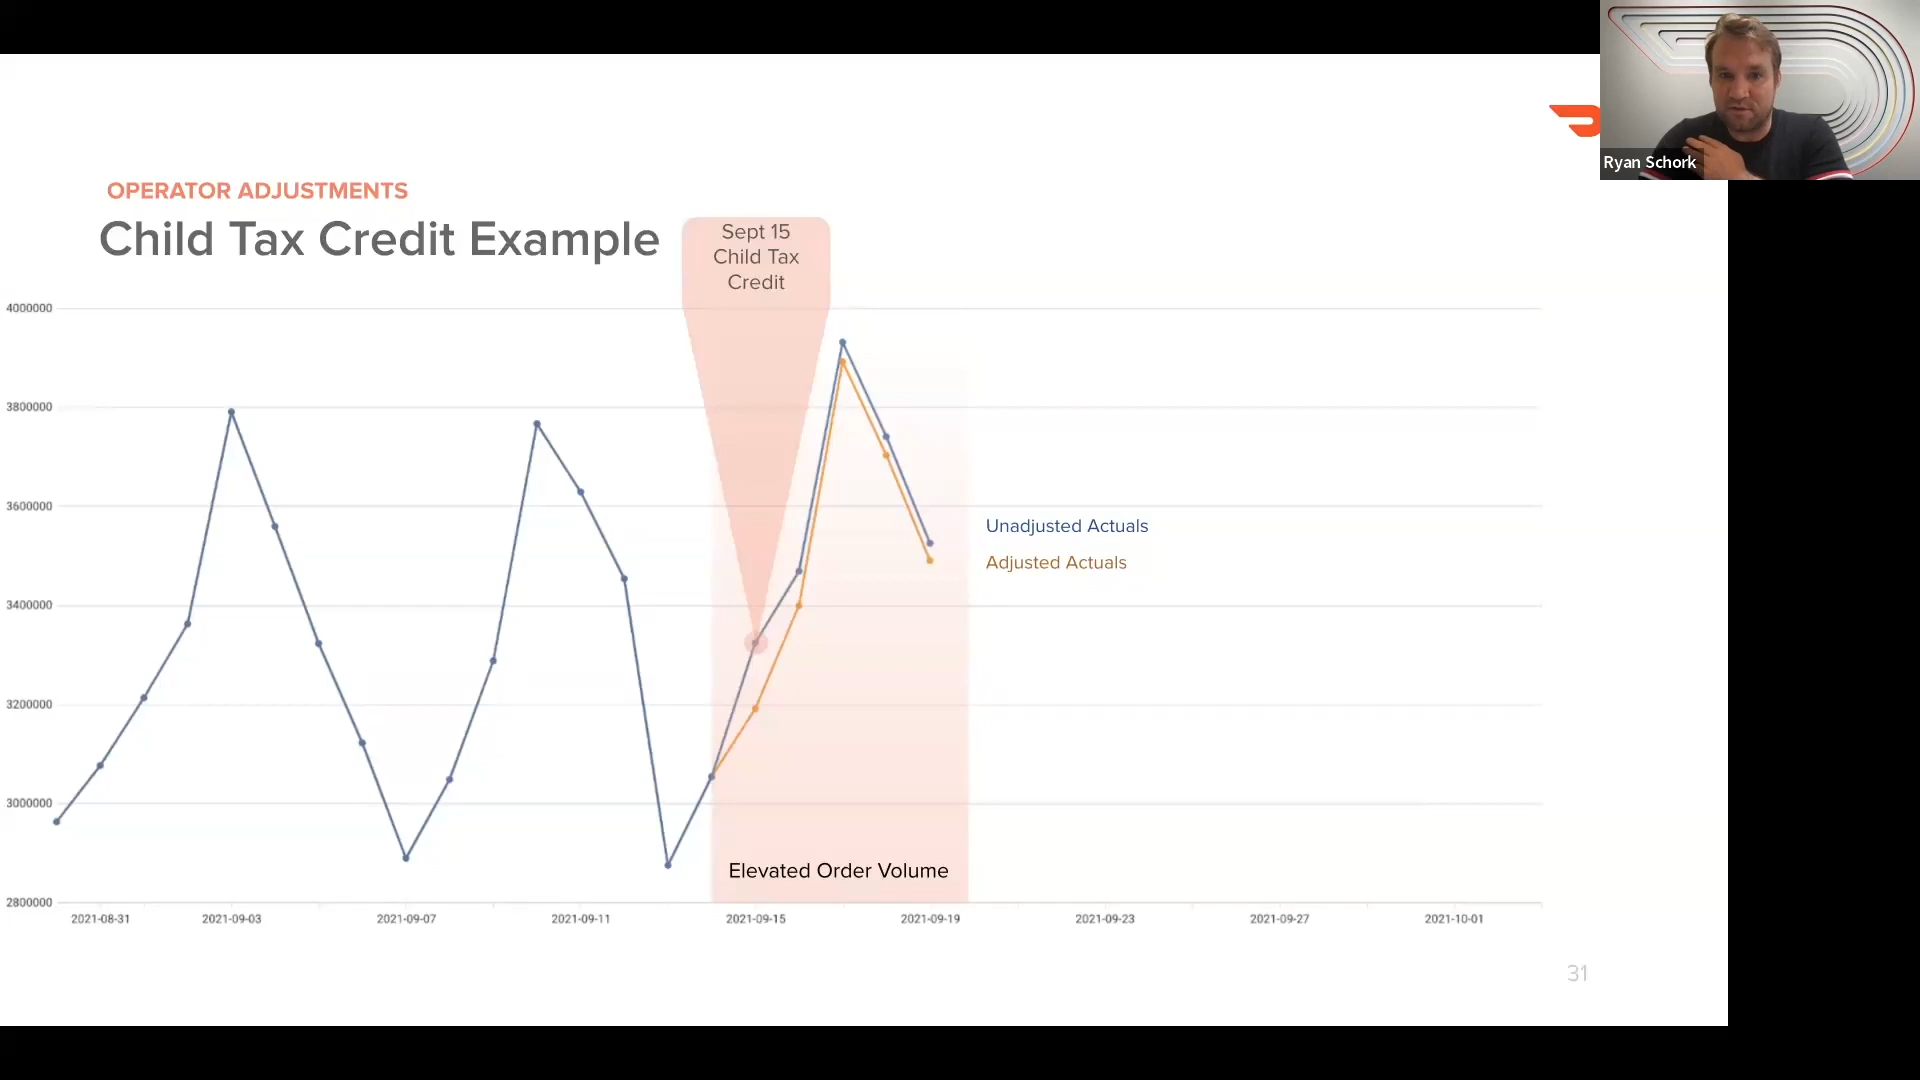 Ryan Schork
OPERATOR ADJUSTMENTS
Child Tax Credit Example
Sept 15
Child Tax
Credit
4000000
3800000
3600000
3400000
3200000
3000000
2800000
Unadjusted Actuals
Adjusted Actuals
Elevated Order Volume
2021-08-31
2021-09-03
2021-09-07
2021-09-11
2021-09-15
2021-09-19
2021-09-23
2021-09-27
2021-10-01
31